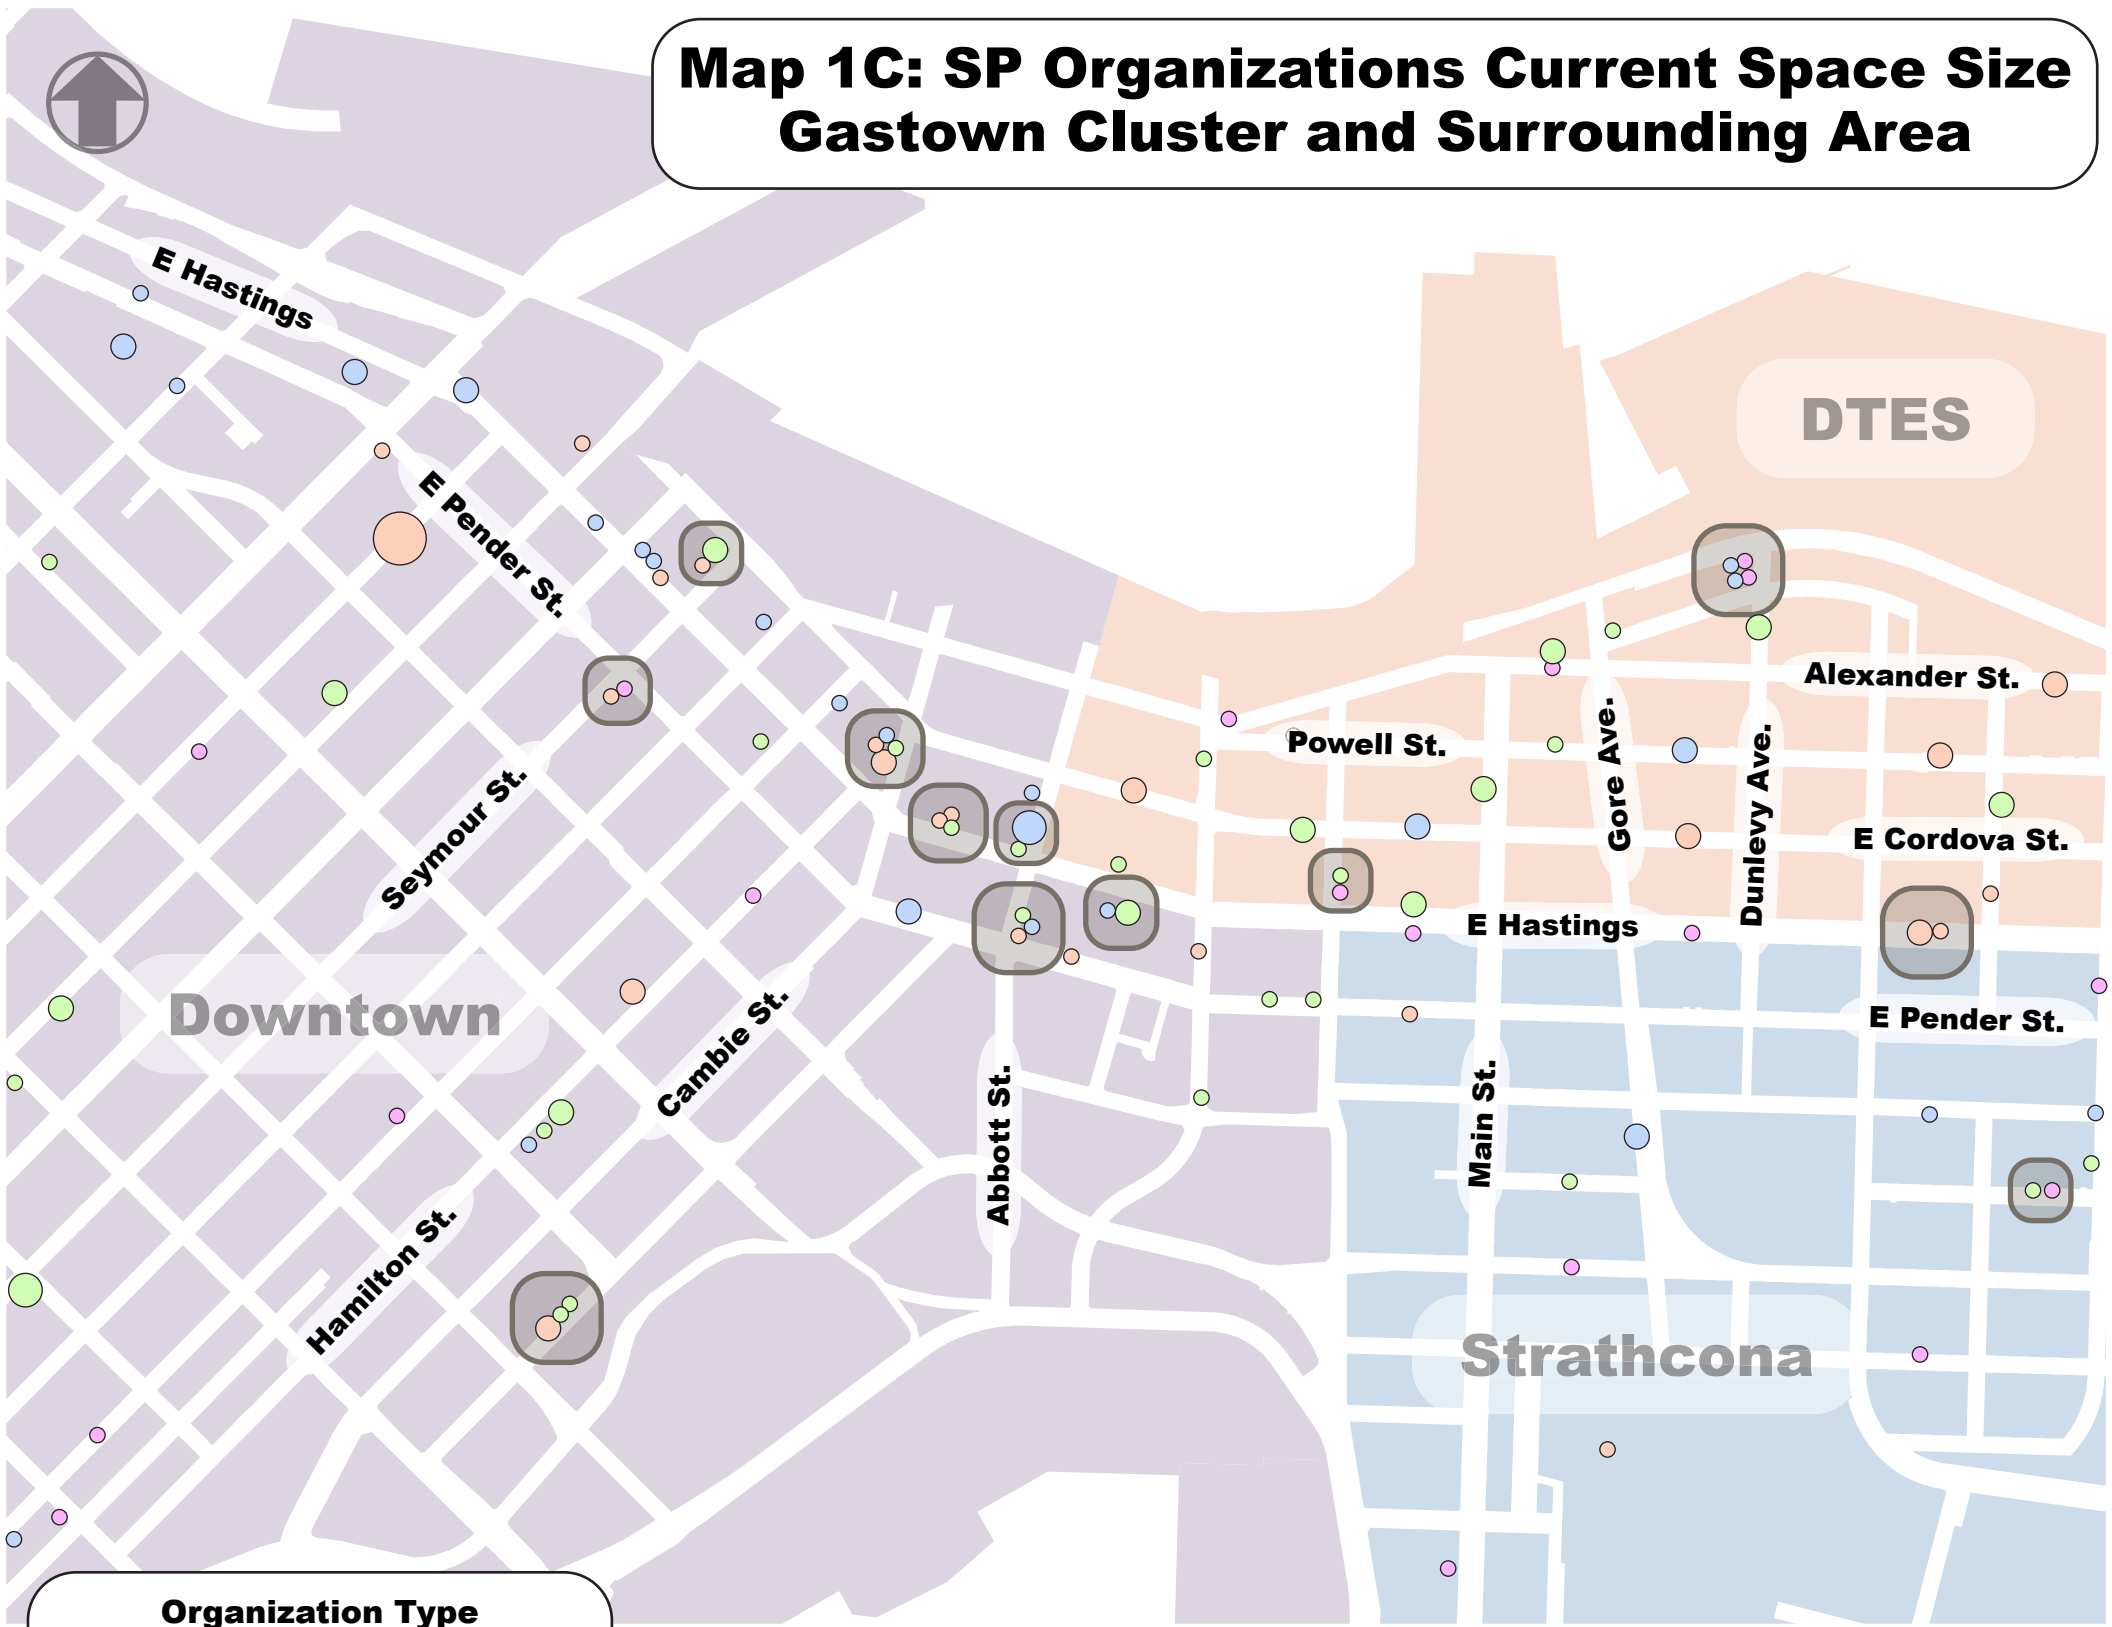 Map 1C: SP Organizations Current Space Size
Gastown Cluster and Surrounding Area
E Hastings
DTES
E Pender St.
Alexander St.
Powell St.
Gore Ave.
Dunlevy Ave.
Seymour St.
E Cordova St.
E Hastings
Downtown
Cambie St.
E Pender St.
Abbott St.
Main St.
Hamilton St.
Strathcona
Organization Type